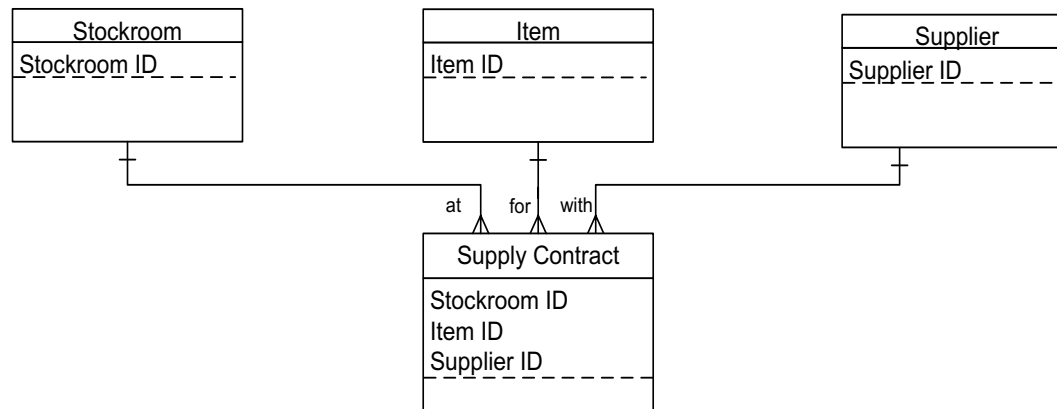 Stockroom
Stockroom ID
Item
Item ID
Supplier
Supplier ID
at
for
with
Supply Contract
Stockroom ID
Item ID
Supplier ID